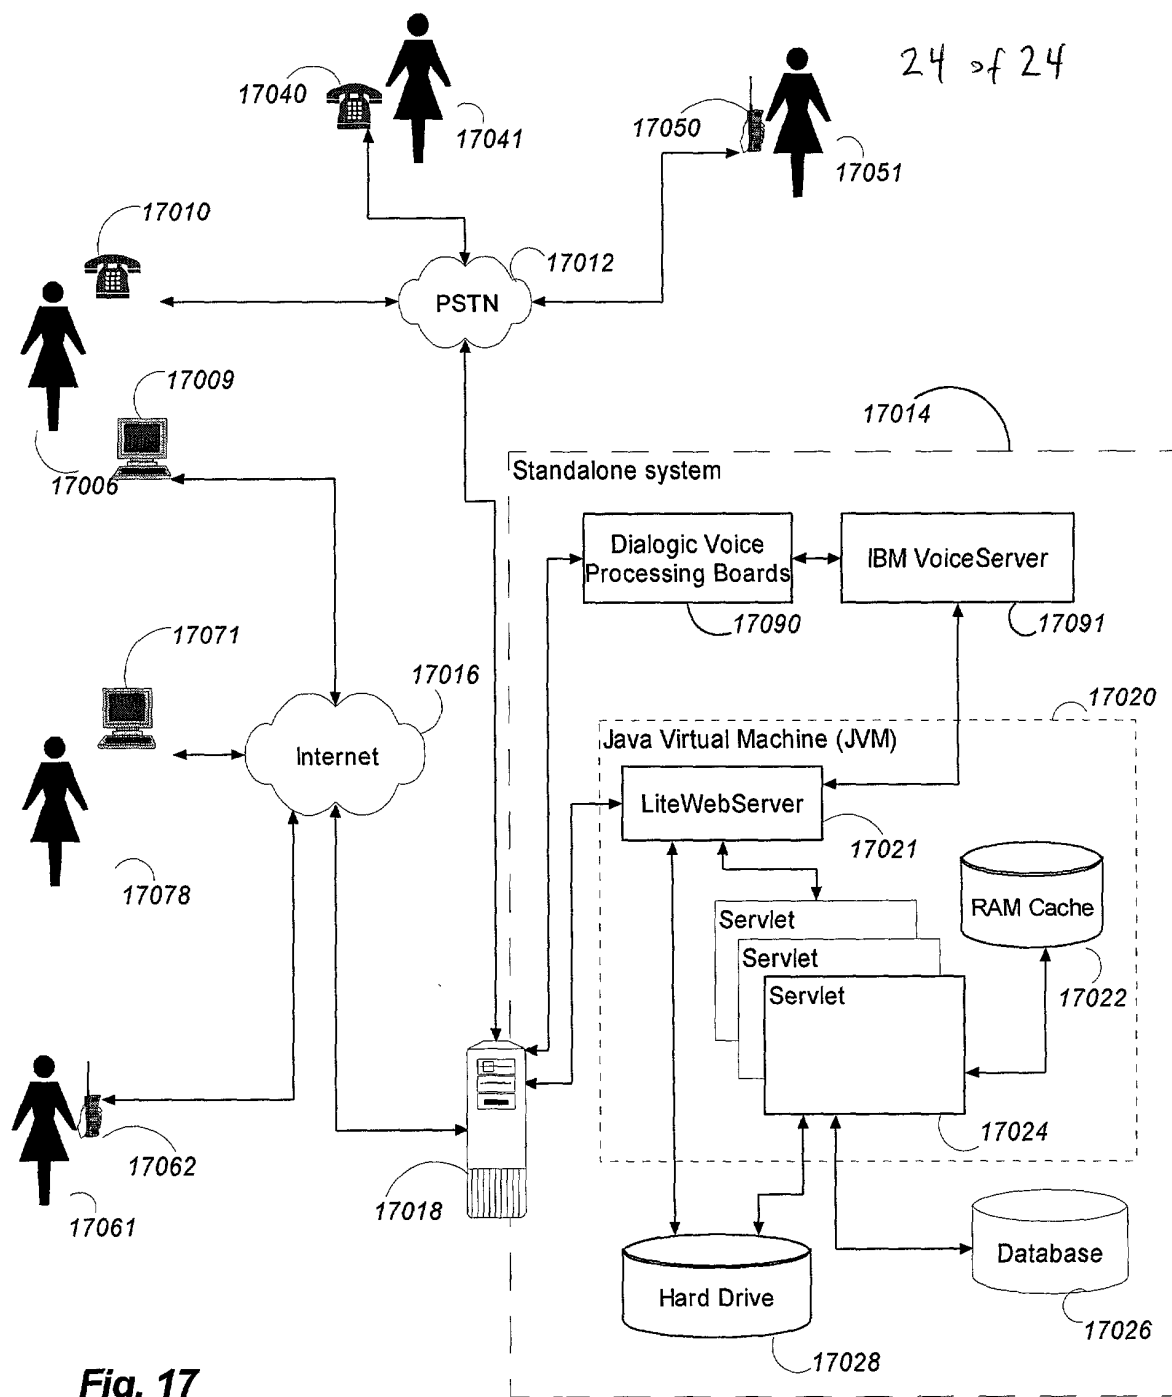 24 of 24
17040
17041
17050
17051
17010
17012
PSTN
17009
17006
17014
Standalone system
Dialogic Voice
Processing Boards
IBM VoiceServer
17090
17091
17071
17016
17020
Internet
Java Virtual Machine (JVM)
LiteWebServer
17021
17078
RAM Cache
Servlet
Servlet
Servlet
17022
17024
17062
17061
17018
Database
Hard Drive
17026
17028
Fig. 17